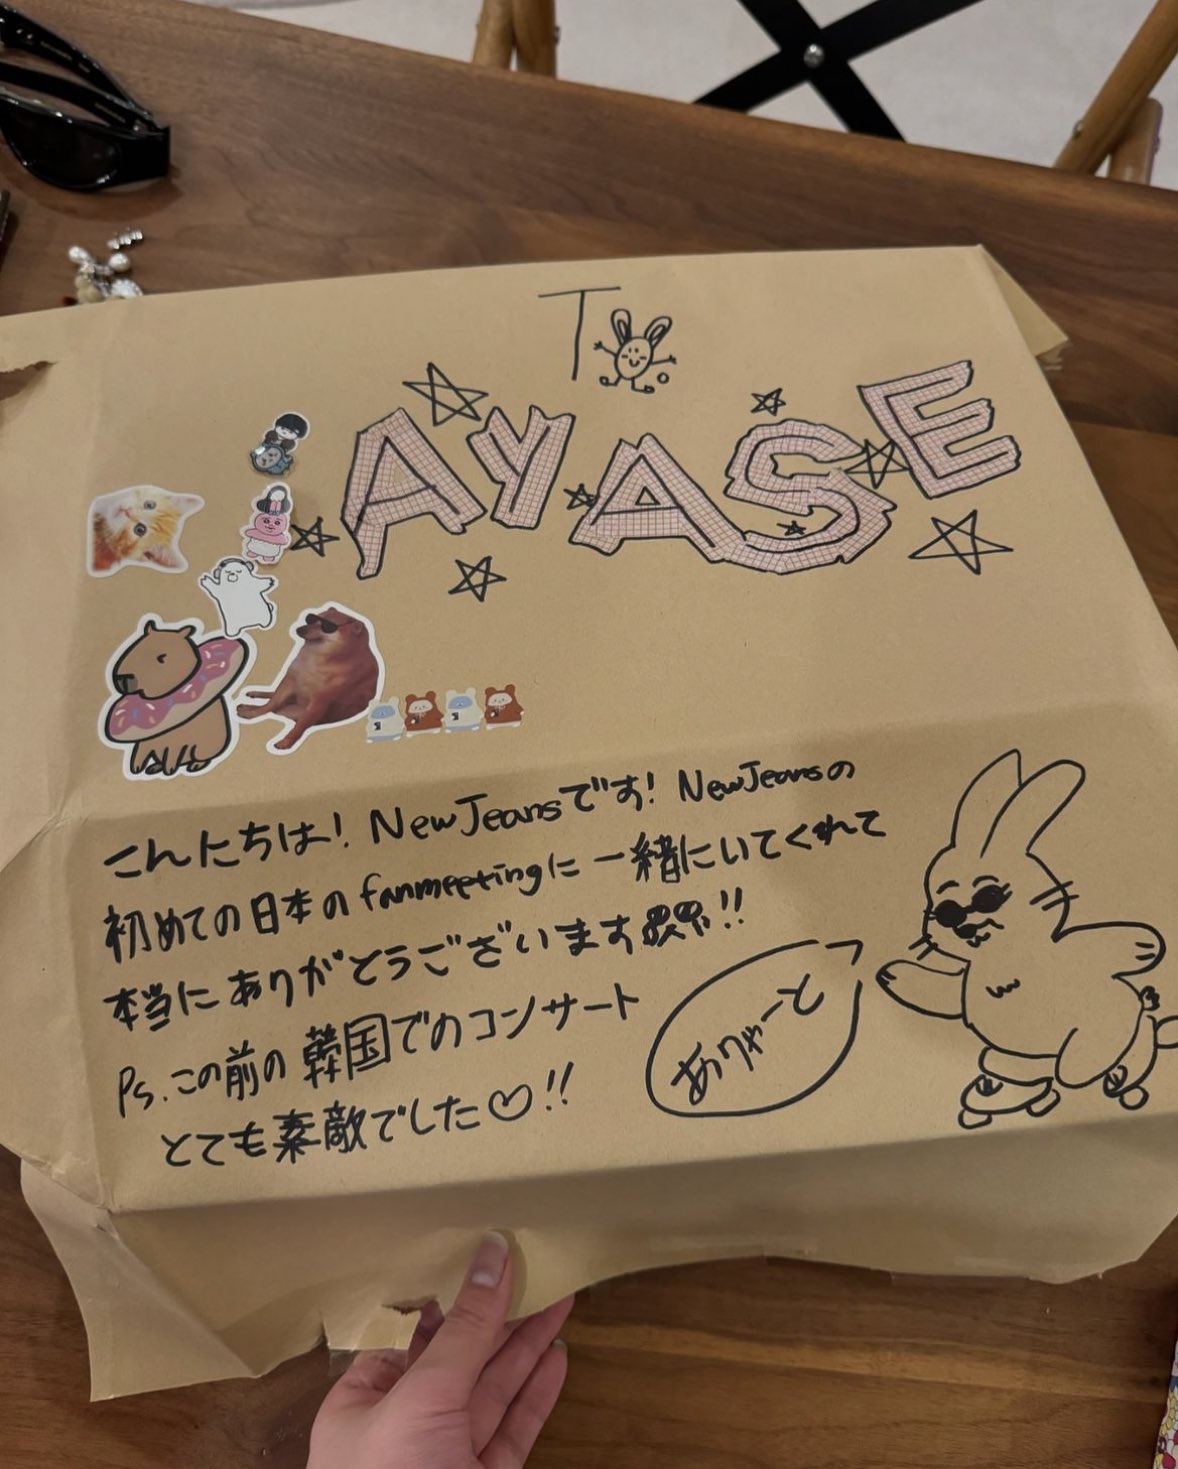 To
AYASE
こんにちは! NewJeansです! NewJeansの
初めての日本のfanmeetingに一緒にいてくれて
本当にありがとうございます!!
Ps. この前の韓国でのコンサート
とても素敵でした♡!!
ありゃーと